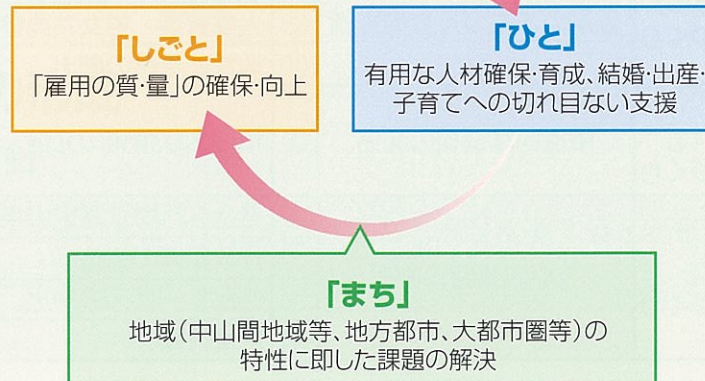 「しごと」
「雇用の質・量」の確保・向上
「ひと」
有用な人材確保・育成、結婚・出産・
子育てへの切れ目ない支援
「まち」
地域(中山間地域等、地方都市、大都市圏等)の
特性に即した課題の解決